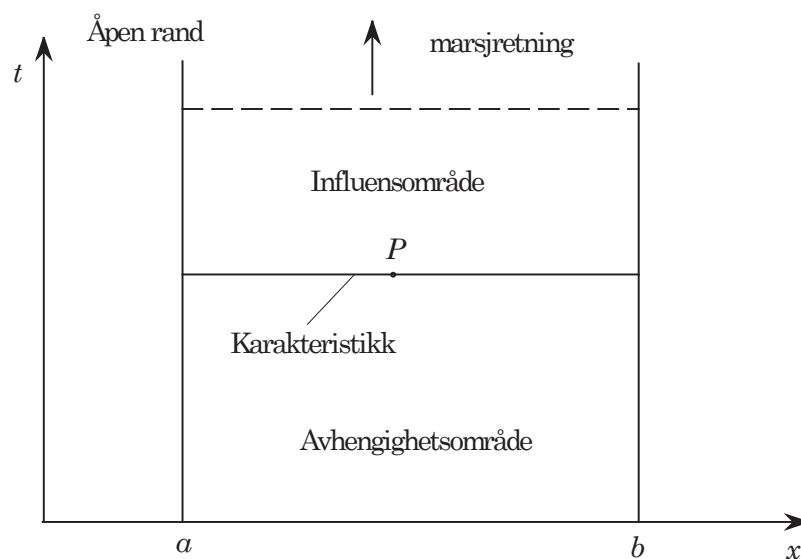 Åpen rand
marsjretning
t
Influensområde
P
Karakteristikk
Avhengighetsområde
a
b
x